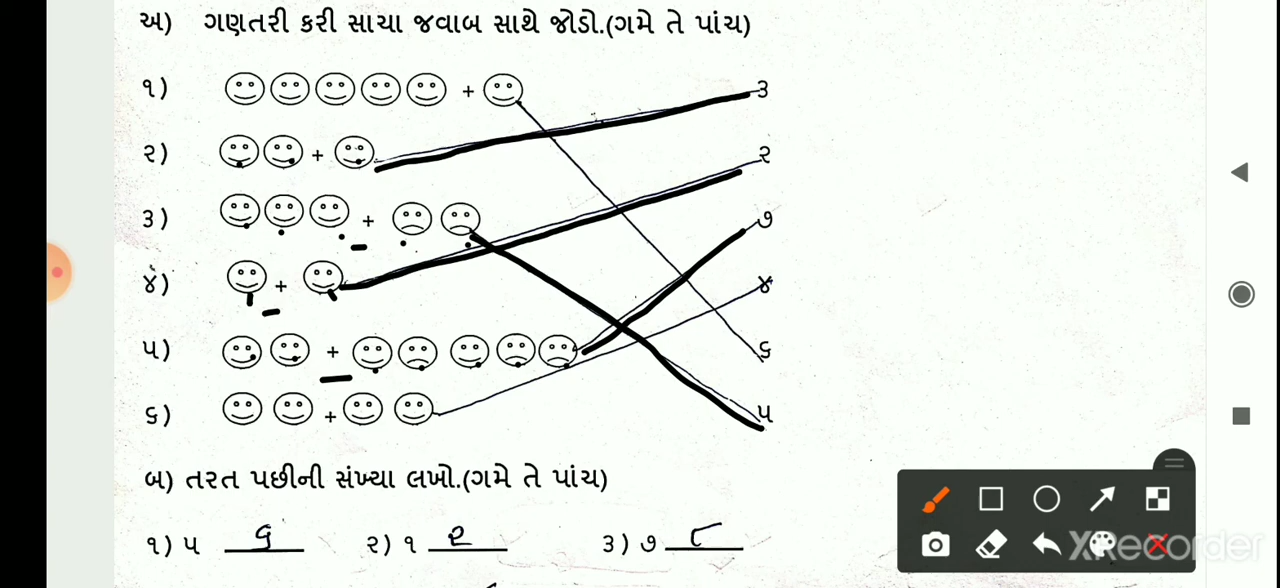 અ) ગણતરી કરી સાચા જવાબ સાથે જોડો.(ગમે તે પાંચ)
૧) + ૩
૨) + ૨
૩) + ૭
૪) + ૪
૫) + ૬
૬) + ૫
બ) તરત પછીની સંખ્યા લખો.(ગમે તે પાંચ)
૧) ૫ ૬ ૨) ૧ ૨ ૩) ૭ ૮
XRecorder